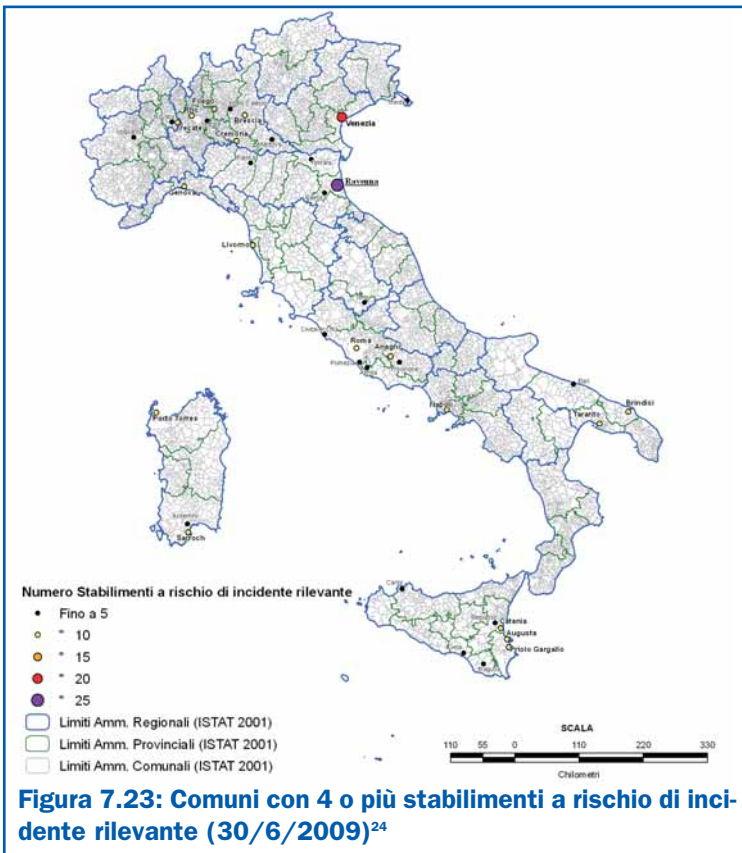 Venezia
Brescia
Cremona
Ravenna
Genova
Livorno
Roma
Anagni
Napoli
Bari
Brindisi
Taranto
Porto Torres
Sarroch
Catania
Augusta
Priolo Gargallo
Numero Stabilimenti a rischio di incidente rilevante
Fino a 5
" 10
" 15
" 20
" 25
Limiti Amm. Regionali (ISTAT 2001)
Limiti Amm. Provinciali (ISTAT 2001)
Limiti Amm. Comunali (ISTAT 2001)
SCALA
110 55 0 110 220 330
Chilometri
Figura 7.23: Comuni con 4 o più stabilimenti a rischio di inci-
dente rilevante (30/6/2009)24